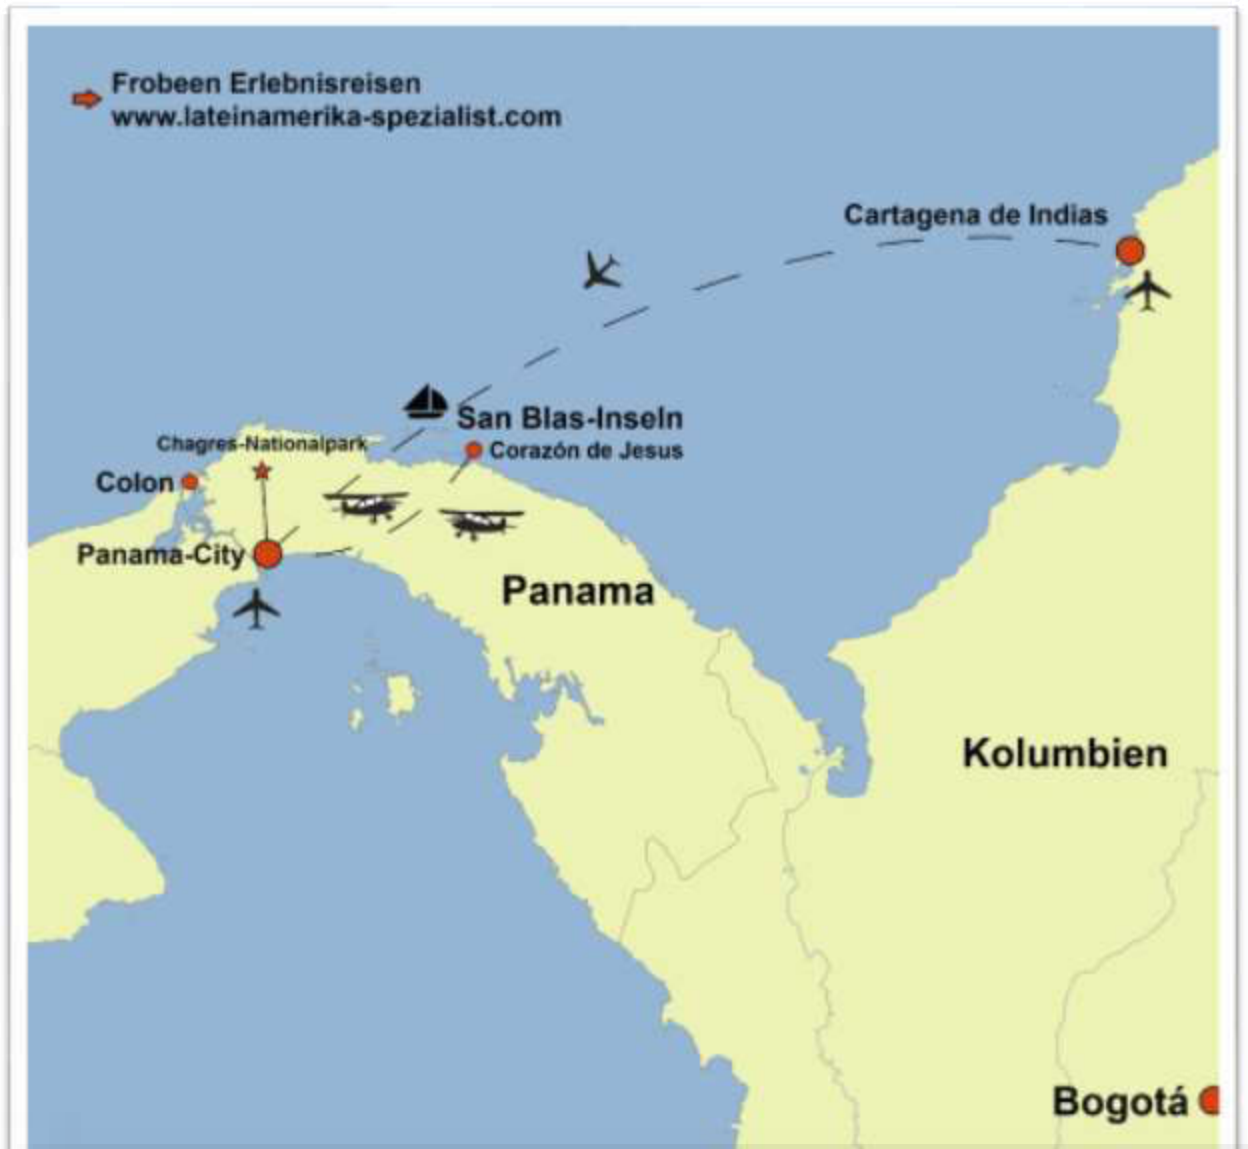 Frobeen Erlebnisreisen
www.lateinamerika-spezialist.com
Cartagena de Indias
San Blas-Inseln
Chagres-Nationalpark
Corazón de Jesus
Colon
Panama-City
Panama
Kolumbien
Bogotá